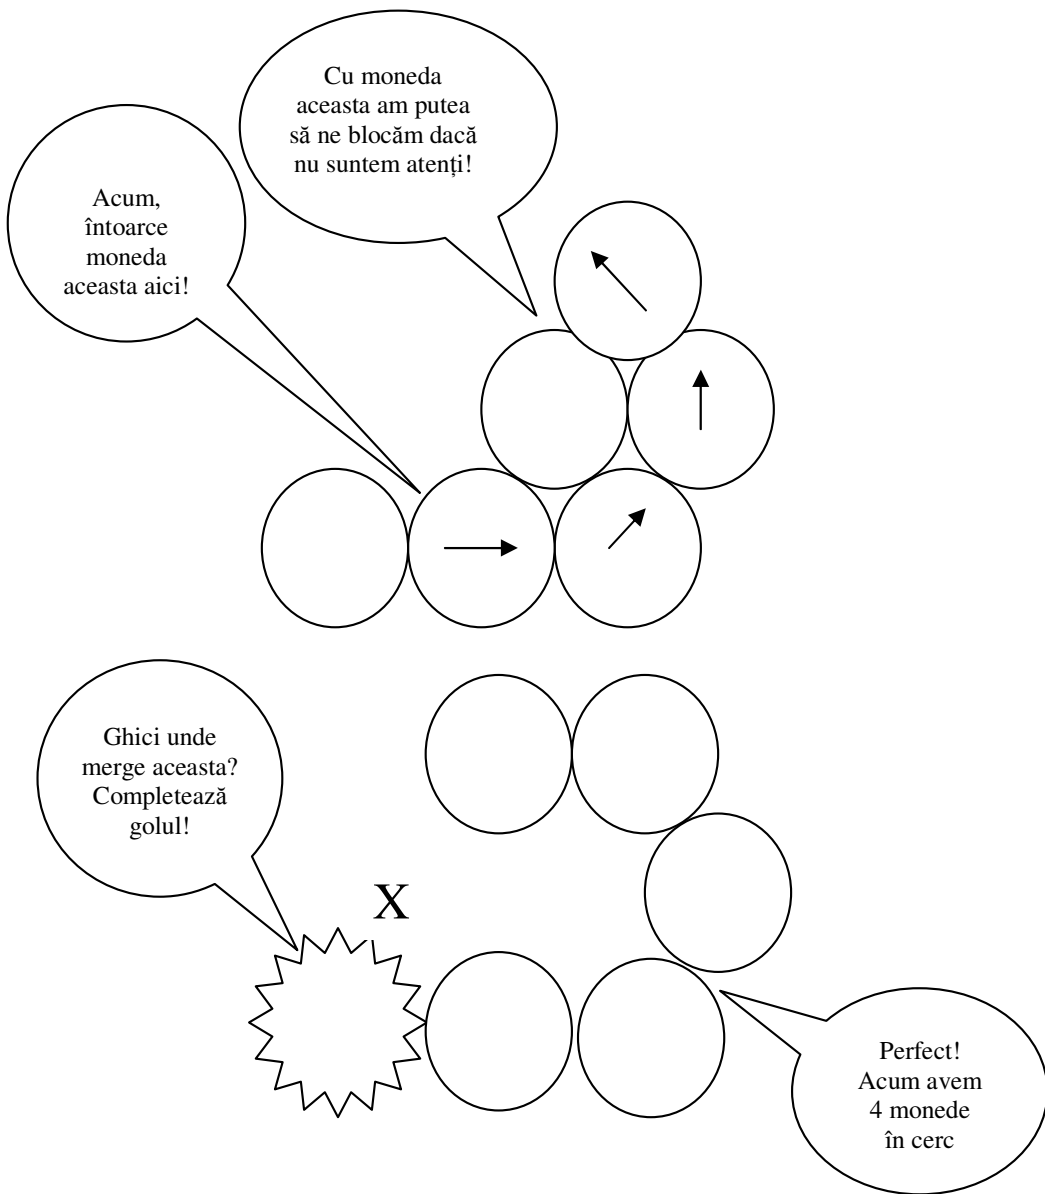 Cu moneda
aceasta am putea
să ne blocăm dacă
nu suntem atenți!
Acum,
întoarce
moneda
aceasta aici!
Ghici unde
merge aceasta?
Completează
golul!
X
Perfect!
Acum avem
4 monede
în cerc